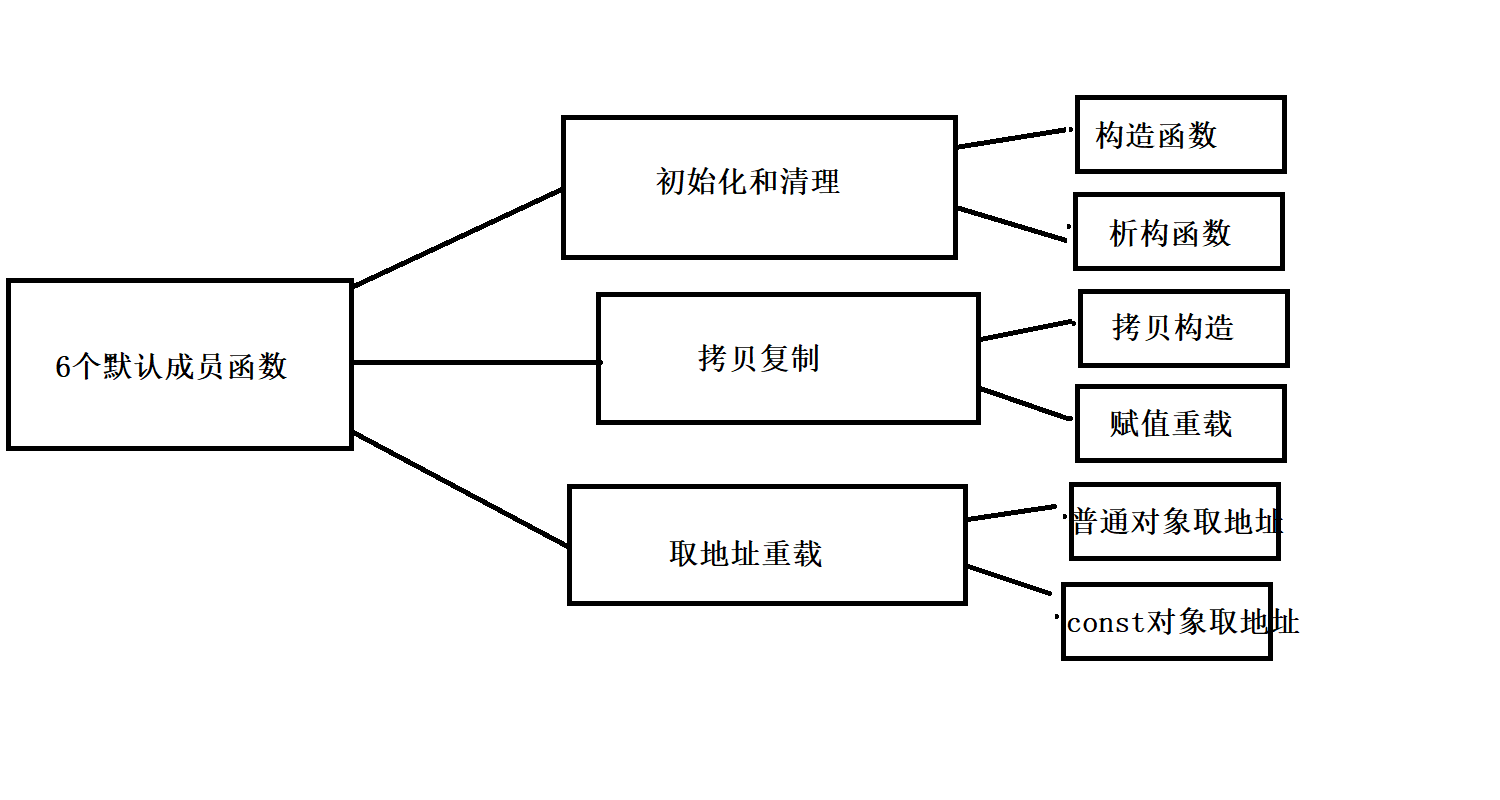 6个默认成员函数
初始化和清理
构造函数
析构函数
拷贝复制
拷贝构造
赋值重载
取地址重载
普通对象取地址
const对象取地址